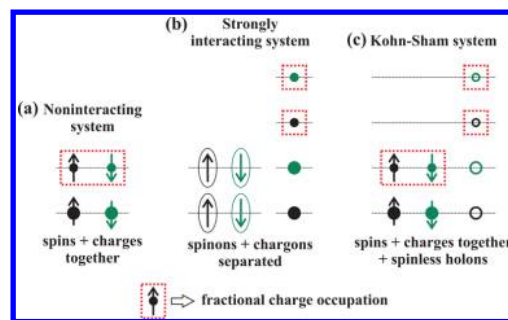 (a) Noninteracting
system
spins + charges
together
(b) Strongly
interacting system
spinons + chargons
separated
(c) Kohn-Sham system
spins + charges together
+ spinless holons
fractional charge occupation